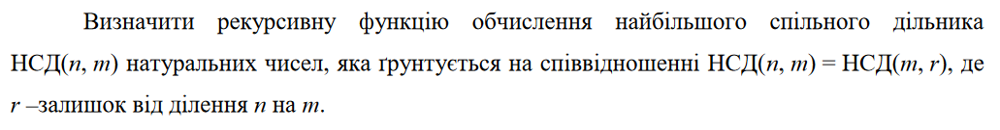 Визначити рекурсивну функцію обчислення найбільшого спільного дільника
НСД(n, m) натуральних чисел, яка ґрунтується на співвідношенні НСД(n, m) = НСД(m, r), де
r –залишок від ділення n на m.